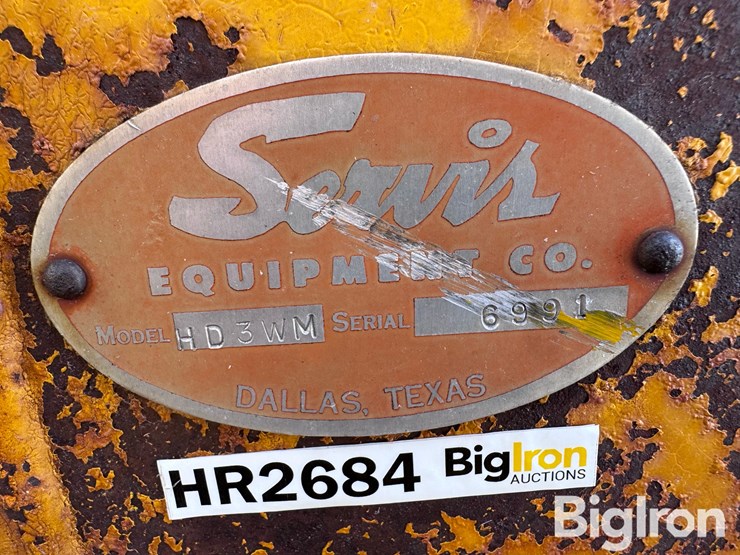 Servis
EQUIPMENT CO.
MODEL HD3WM SERIAL 6991
DALLAS, TEXAS
HR2684 BigIron
AUCTIONS
BigIron